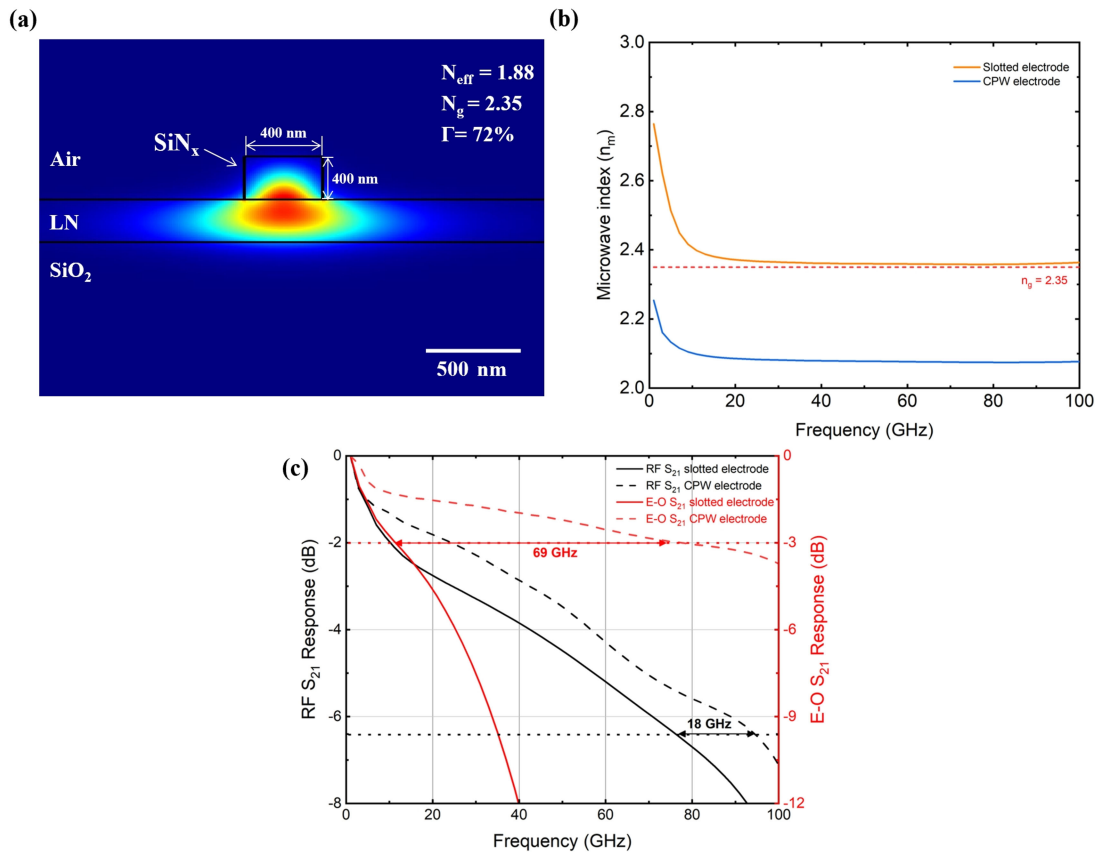 (a)
N_eff = 1.88
N_g = 2.35
Γ= 72%
400 nm
SiN_x
400 nm
Air
LN
SiO_2
500 nm
(b)
3.0
2.8
2.6
2.4
2.2
2.0
Microwave index (n_m)
Slotted electrode
CPW electrode
n_g = 2.35
0
20
40
60
80
100
Frequency (GHz)
(c)
0
-2
-4
-6
-8
RF S_21 Response (dB)
RF S_21 slotted electrode
RF S_21 CPW electrode
E-O S_21 slotted electrode
E-O S_21 CPW electrode
69 GHz
18 GHz
0
-3
-6
-9
-12
E-O S_21 Response (dB)
0
20
40
60
80
100
Frequency (GHz)